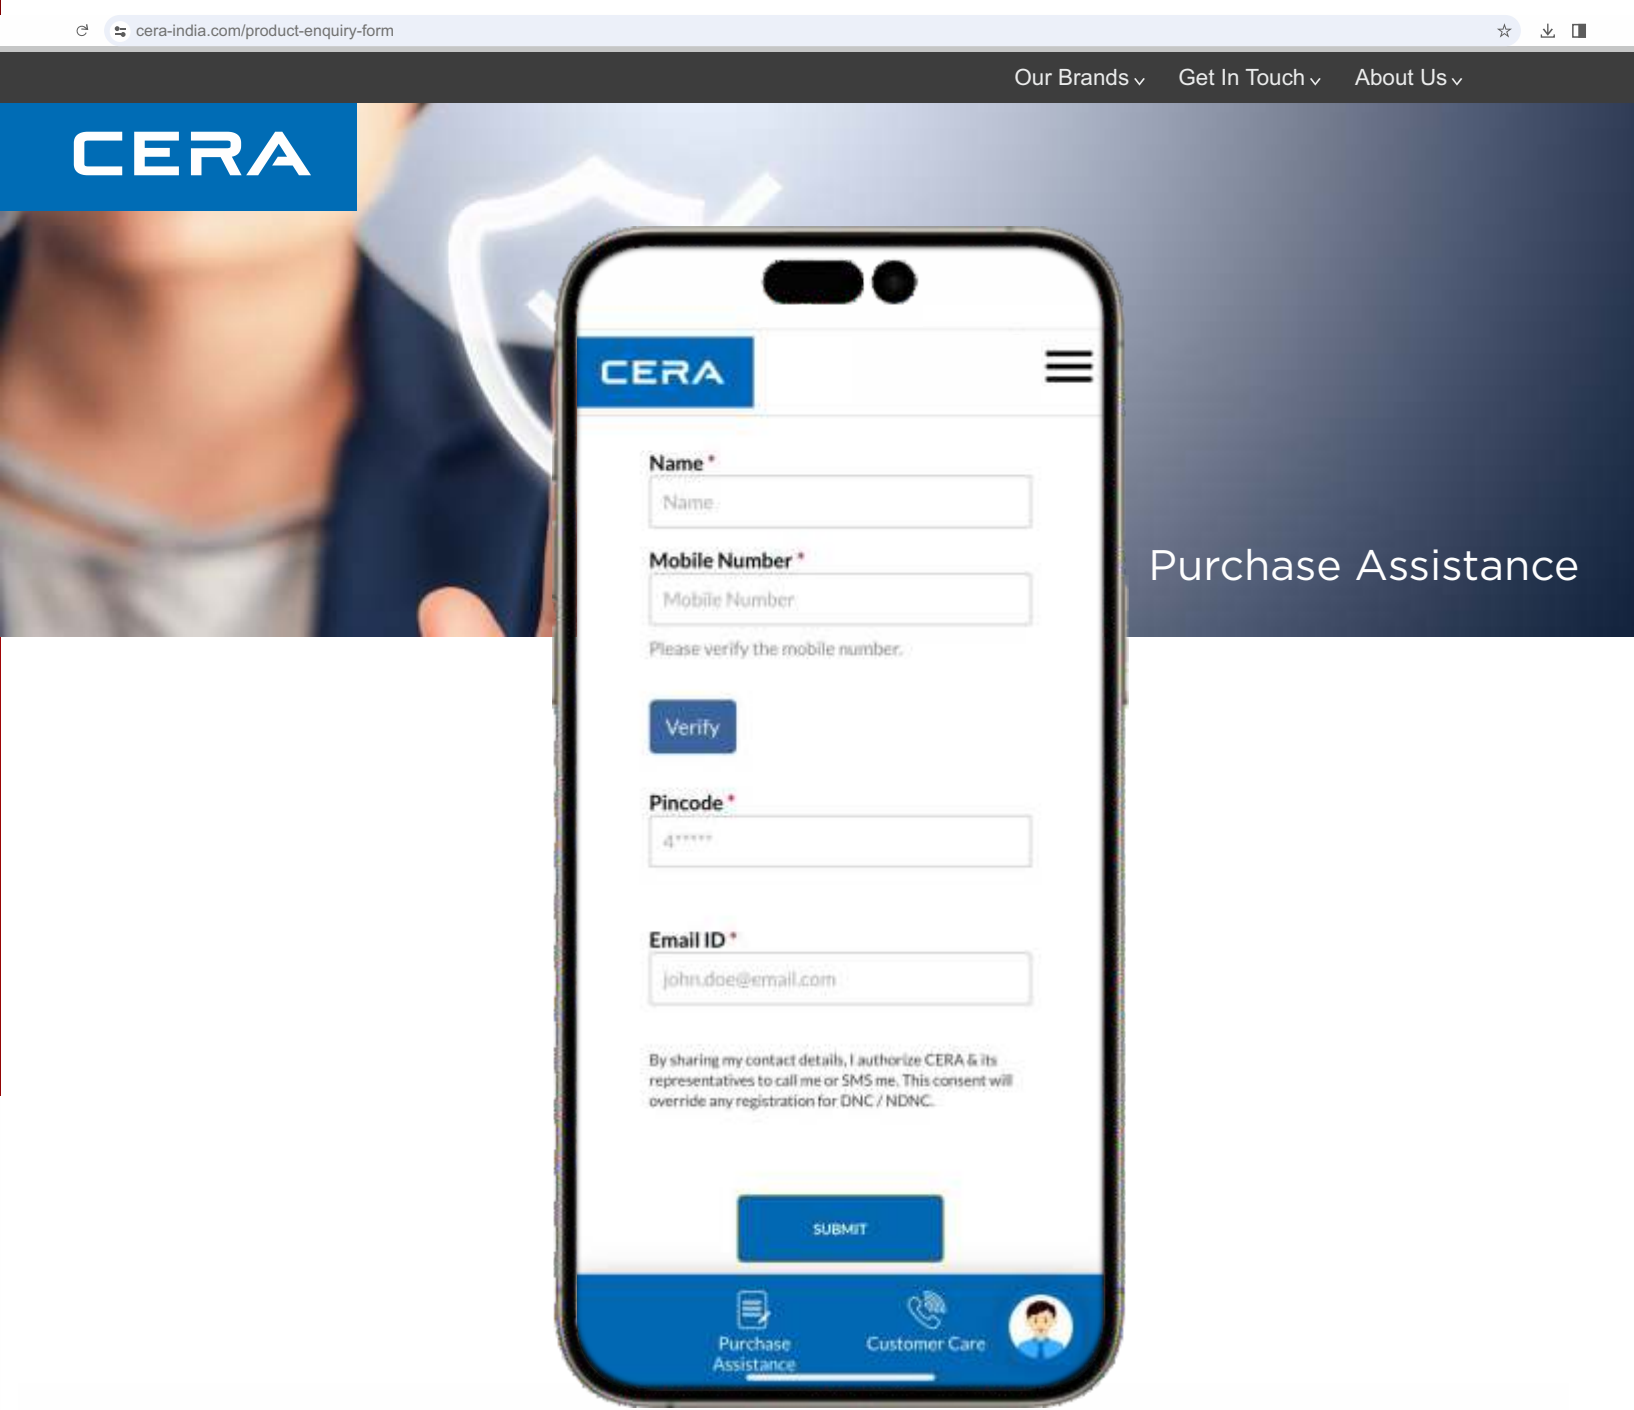 cera-india.com/product-enquiry-form
Our Brands Get In Touch About Us
CERA
CERA
Name *
Name
Mobile Number *
Mobile Number
Purchase Assistance
Please verify the mobile number.
Verify
Pincode *
4*****
Email ID *
john.doe@email.com
By sharing my contact details, I authorize CERA & its
representatives to call me or SMS me. This consent will
override any registration for DNC / NDNC.
SUBMIT
Purchase
Assistance
Customer Care